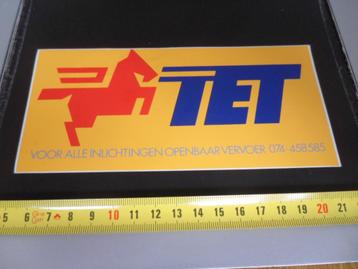 TET
VOOR ALLE INLICHTINGEN OPENBAAR VERVOER 074-458585
5 6 7 8 9 10 11 12 13 14 15 16 17 18 19 20 21